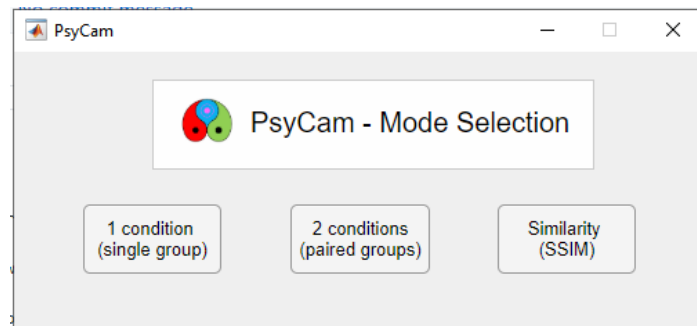 PsyCam
PsyCam - Mode Selection
1 condition
(single group)
2 conditions
(paired groups)
Similarity
(SSIM)